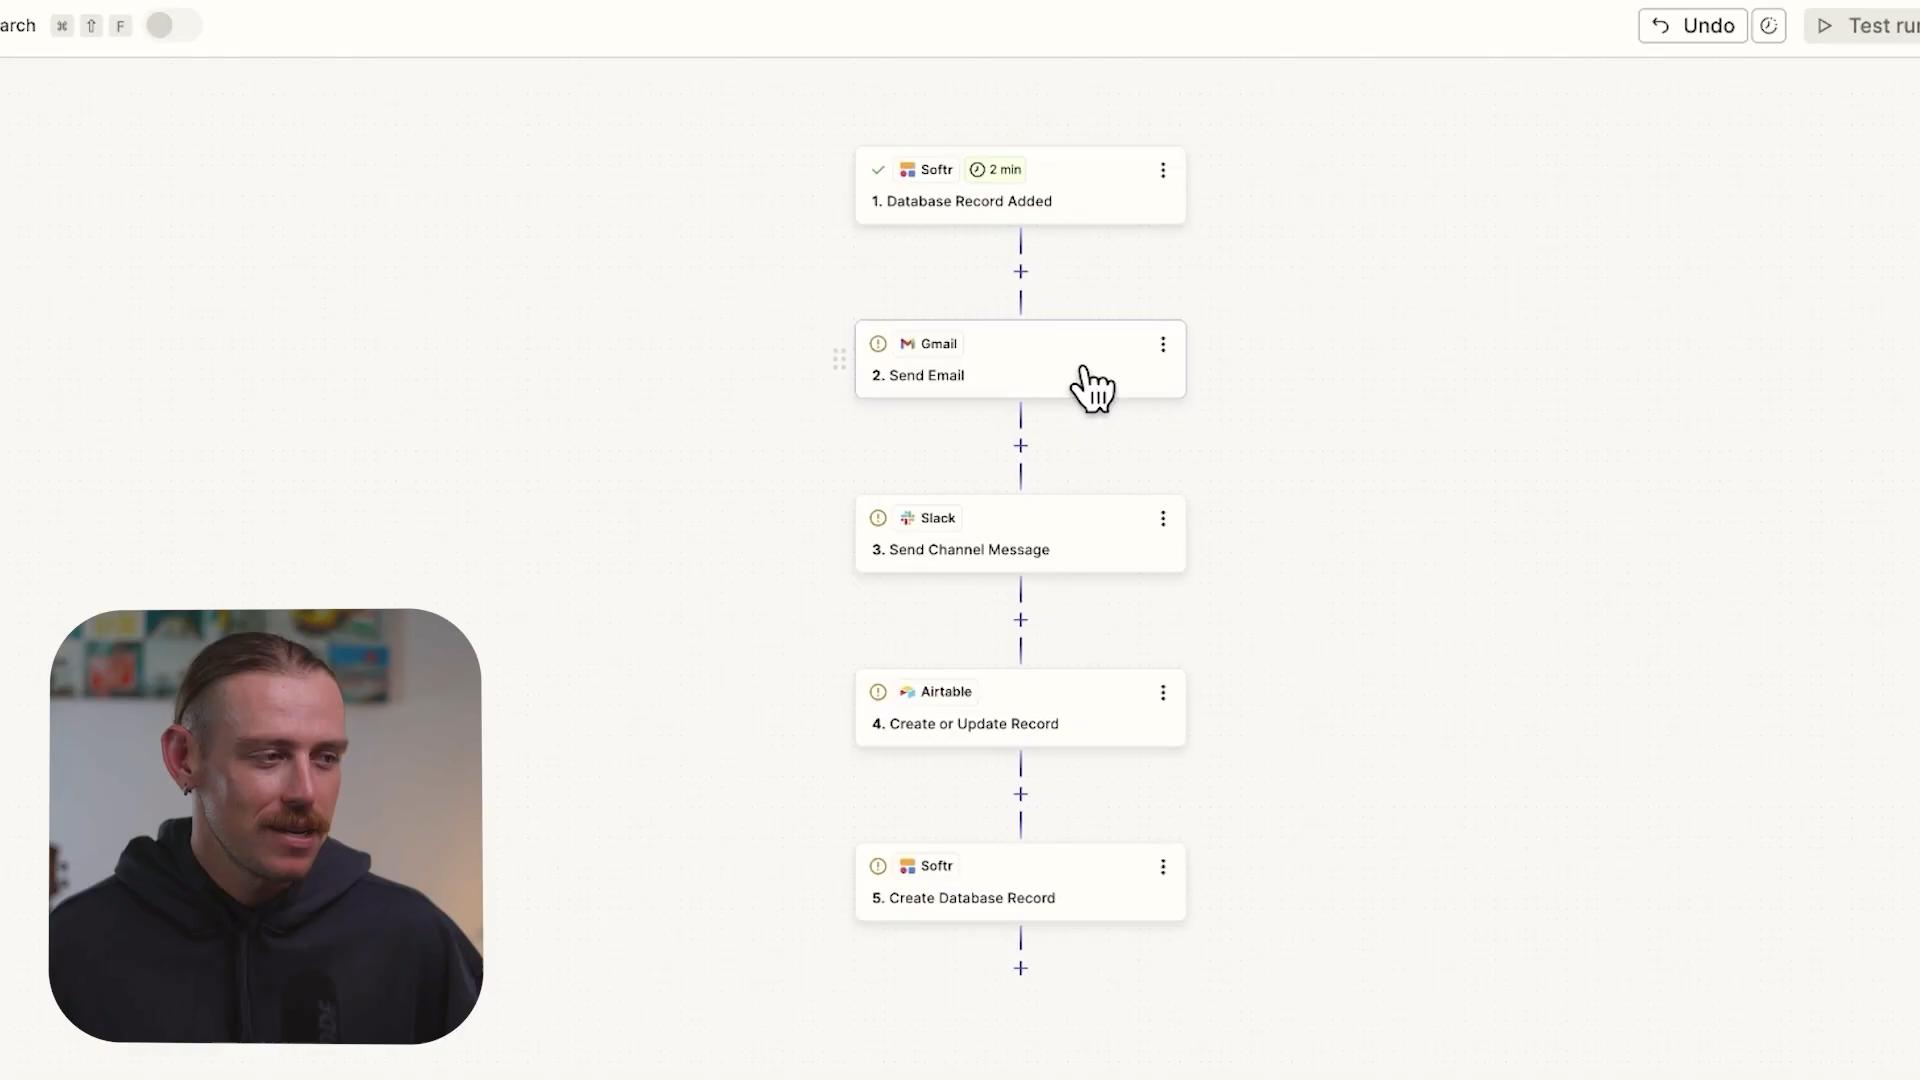 arch ⌘ ⇧ F
Undo
Test run
Softr 2 min
1. Database Record Added
Gmail
2. Send Email
Slack
3. Send Channel Message
Airtable
4. Create or Update Record
Softr
5. Create Database Record